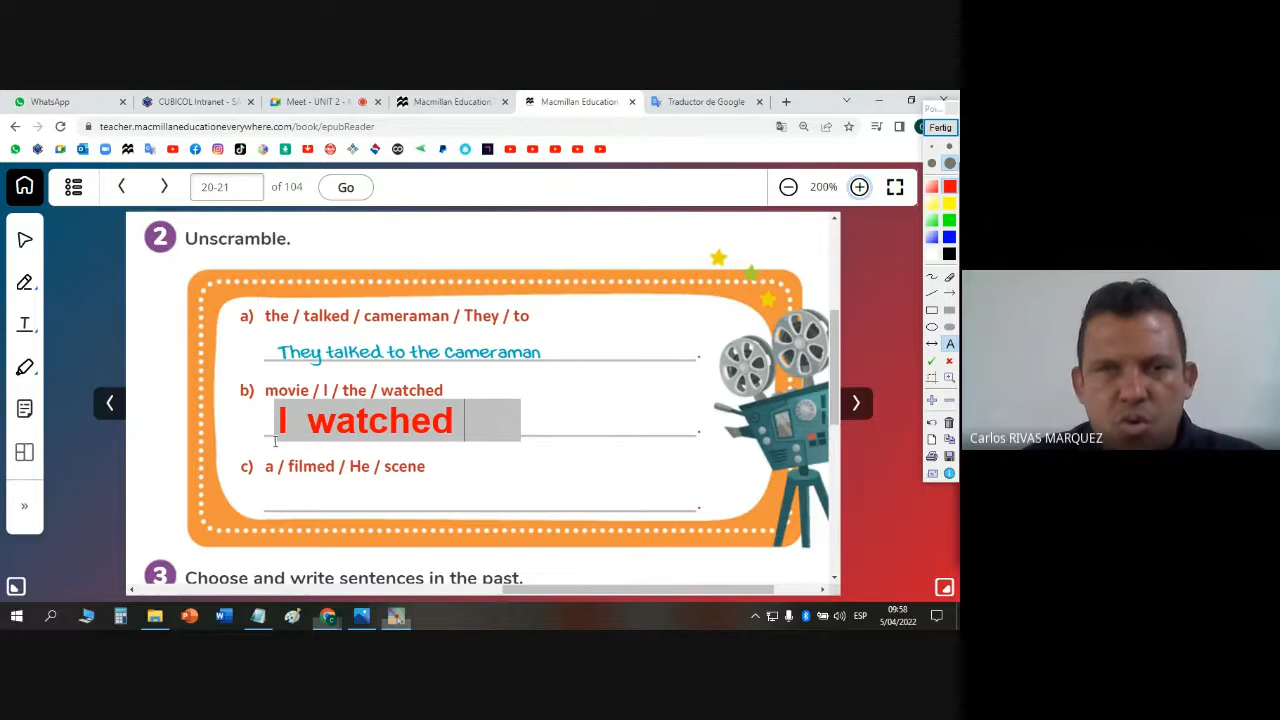 WhatsApp
CUBICOL Intranet - S/
Meet - UNIT 2 -
Macmillan Education
Macmillan Education
Traductor de Google
teacher.macmillaneducationeverywhere.com/book/epubReader
Fertig
20-21 of 104 Go 200%
2 Unscramble.
a) the / talked / cameraman / They / to
They talked to the cameraman .
b) movie / I / the / watched
I watched .
c) a / filmed / He / scene
.
3 Choose and write sentences in the past.
Carlos RIVAS MARQUEZ
ESP
09:58
5/04/2022